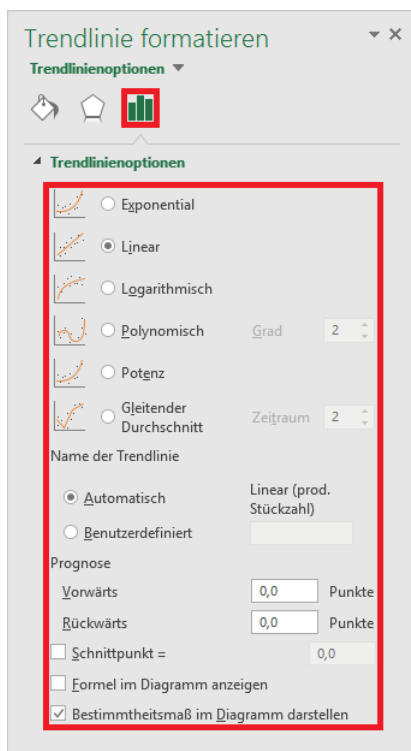 Trendlinie formatieren
Trendlinienoptionen
Trendlinienoptionen
Exponential
Linear
Logarithmisch
Polynomisch Grad 2
Potenz
Gleitender
Durchschnitt Zeitraum 2
Name der Trendlinie
Automatisch Linear (prod.
Stückzahl)
Benutzerdefiniert
Prognose
Vorwärts 0,0 Punkte
Rückwärts 0,0 Punkte
Schnittpunkt = 0,0
Formel im Diagramm anzeigen
Bestimmtheitsmaß im Diagramm darstellen